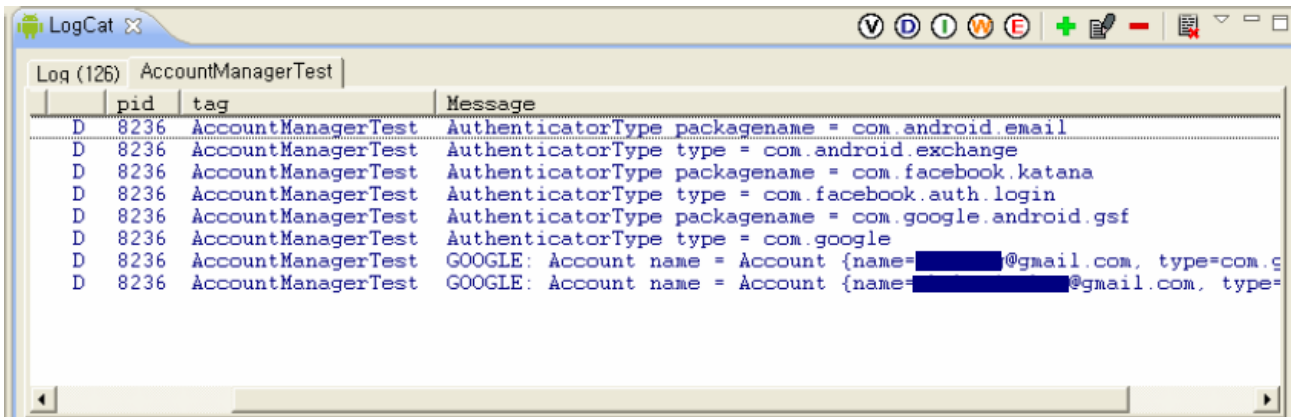 LogCat
V D I W E
Log (126) AccountManagerTest
pid tag Message
D 8236 AccountManagerTest AuthenticatorType packagename = com.android.email
D 8236 AccountManagerTest AuthenticatorType type = com.android.exchange
D 8236 AccountManagerTest AuthenticatorType packagename = com.facebook.katana
D 8236 AccountManagerTest AuthenticatorType type = com.facebook.auth.login
D 8236 AccountManagerTest AuthenticatorType packagename = com.google.android.gsf
D 8236 AccountManagerTest AuthenticatorType type = com.google
D 8236 AccountManagerTest GOOGLE: Account name = Account {name= @gmail.com, type=com.g
D 8236 AccountManagerTest GOOGLE: Account name = Account {name= @gmail.com, type=